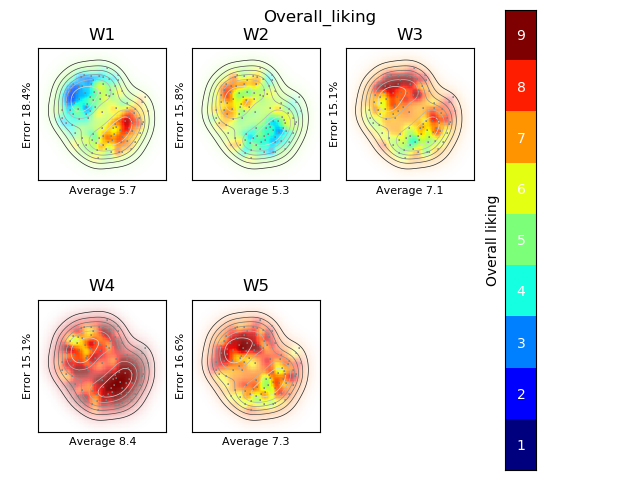 Overall_liking
W1
W2
W3
Error 18.4%
Error 15.8%
Error 15.1%
Average 5.7
Average 5.3
Average 7.1
W4
W5
Error 15.1%
Error 16.6%
Average 8.4
Average 7.3
Overall liking
9
8
7
6
5
4
3
2
1